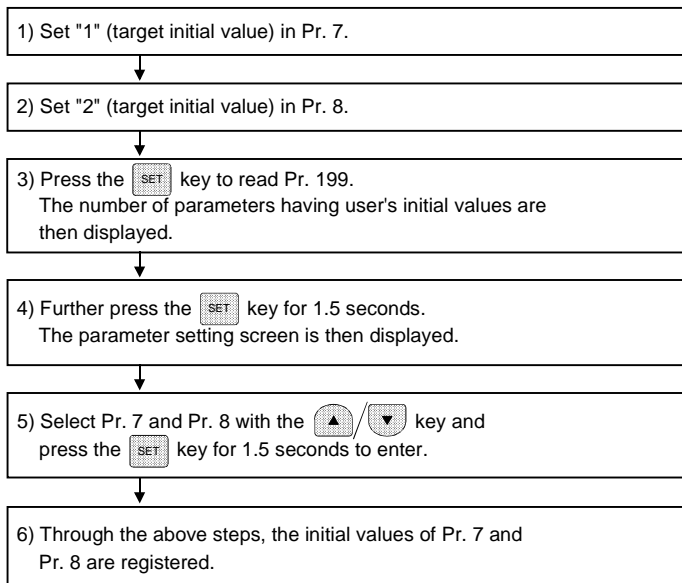 1) Set "1" (target initial value) in Pr. 7.
2) Set "2" (target initial value) in Pr. 8.
3) Press the SET key to read Pr. 199.
The number of parameters having user's initial values are
then displayed.
4) Further press the SET key for 1.5 seconds.
The parameter setting screen is then displayed.
5) Select Pr. 7 and Pr. 8 with the ▲/▼ key and
press the SET key for 1.5 seconds to enter.
6) Through the above steps, the initial values of Pr. 7 and
Pr. 8 are registered.